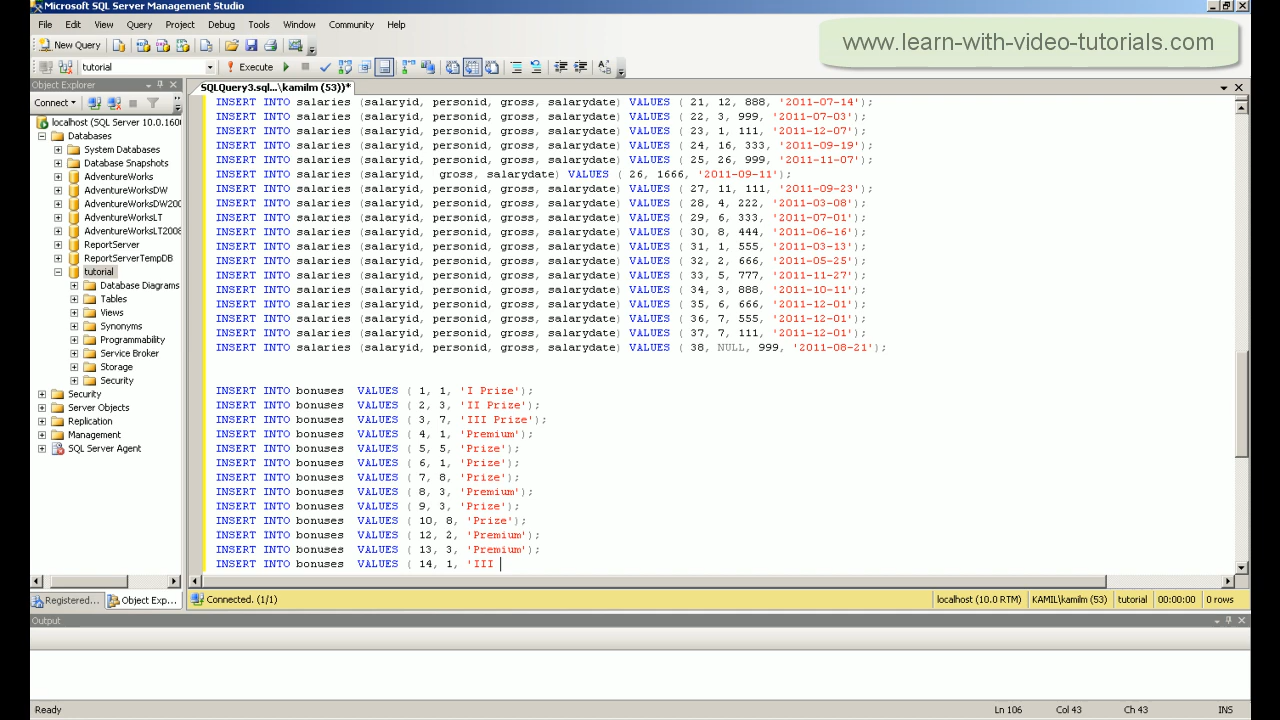 Microsoft SQL Server Management Studio
File Edit View Query Project Debug Tools Window Community Help
www.learn-with-video-tutorials.com
New Query
tutorial
Execute
Object Explorer
SQLQuery3.sql...\kamilm (53))*
Connect
localhost (SQL Server 10.0.1600
Databases
System Databases
Database Snapshots
AdventureWorks
AdventureWorksDW
AdventureWorksDW200
AdventureWorksLT
AdventureWorksLT2008
ReportServer
ReportServerTempDB
tutorial
Database Diagrams
Tables
Views
Synonyms
Programmability
Service Broker
Storage
Security
Security
Server Objects
Replication
Management
SQL Server Agent
INSERT INTO salaries (salaryid, personid, gross, salarydate) VALUES ( 21, 12, 888, '2011-07-14');
INSERT INTO salaries (salaryid, personid, gross, salarydate) VALUES ( 22, 3, 999, '2011-07-03');
INSERT INTO salaries (salaryid, personid, gross, salarydate) VALUES ( 23, 1, 111, '2011-12-07');
INSERT INTO salaries (salaryid, personid, gross, salarydate) VALUES ( 24, 16, 333, '2011-09-19');
INSERT INTO salaries (salaryid, personid, gross, salarydate) VALUES ( 25, 26, 999, '2011-11-07');
INSERT INTO salaries (salaryid, gross, salarydate) VALUES ( 26, 1666, '2011-09-11');
INSERT INTO salaries (salaryid, personid, gross, salarydate) VALUES ( 27, 11, 111, '2011-09-23');
INSERT INTO salaries (salaryid, personid, gross, salarydate) VALUES ( 28, 4, 222, '2011-03-08');
INSERT INTO salaries (salaryid, personid, gross, salarydate) VALUES ( 29, 6, 333, '2011-07-01');
INSERT INTO salaries (salaryid, personid, gross, salarydate) VALUES ( 30, 8, 444, '2011-06-16');
INSERT INTO salaries (salaryid, personid, gross, salarydate) VALUES ( 31, 1, 555, '2011-03-13');
INSERT INTO salaries (salaryid, personid, gross, salarydate) VALUES ( 32, 2, 666, '2011-05-25');
INSERT INTO salaries (salaryid, personid, gross, salarydate) VALUES ( 33, 5, 777, '2011-11-27');
INSERT INTO salaries (salaryid, personid, gross, salarydate) VALUES ( 34, 3, 888, '2011-10-11');
INSERT INTO salaries (salaryid, personid, gross, salarydate) VALUES ( 35, 6, 666, '2011-12-01');
INSERT INTO salaries (salaryid, personid, gross, salarydate) VALUES ( 36, 7, 555, '2011-12-01');
INSERT INTO salaries (salaryid, personid, gross, salarydate) VALUES ( 37, 7, 111, '2011-12-01');
INSERT INTO salaries (salaryid, personid, gross, salarydate) VALUES ( 38, NULL, 999, '2011-08-21');
INSERT INTO bonuses VALUES ( 1, 1, 'I Prize');
INSERT INTO bonuses VALUES ( 2, 3, 'II Prize');
INSERT INTO bonuses VALUES ( 3, 7, 'III Prize');
INSERT INTO bonuses VALUES ( 4, 1, 'Premium');
INSERT INTO bonuses VALUES ( 5, 5, 'Prize');
INSERT INTO bonuses VALUES ( 6, 1, 'Prize');
INSERT INTO bonuses VALUES ( 7, 8, 'Prize');
INSERT INTO bonuses VALUES ( 8, 3, 'Premium');
INSERT INTO bonuses VALUES ( 9, 3, 'Prize');
INSERT INTO bonuses VALUES ( 10, 8, 'Prize');
INSERT INTO bonuses VALUES ( 12, 2, 'Premium');
INSERT INTO bonuses VALUES ( 13, 3, 'Premium');
INSERT INTO bonuses VALUES ( 14, 1, 'III
Registered... Object Exp...
Connected. (1/1)
localhost (10.0 RTM) KAMIL\kamilm (53) tutorial 00:00:00 0 rows
Output
Ready Ln 106 Col 43 Ch 43 INS